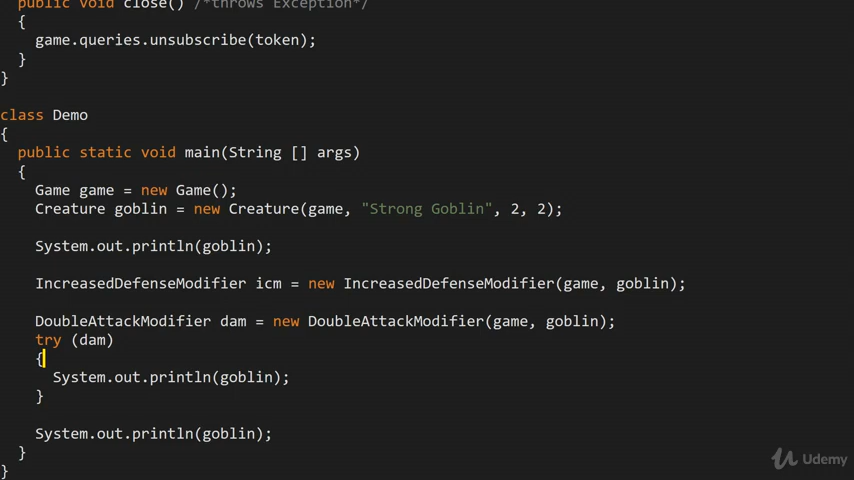 public void close() /*throws Exception*/
{
game.queries.unsubscribe(token);
}
}
class Demo
{
public static void main(String [] args)
{
Game game = new Game();
Creature goblin = new Creature(game, "Strong Goblin", 2, 2);
System.out.println(goblin);
IncreasedDefenseModifier icm = new IncreasedDefenseModifier(game, goblin);
DoubleAttackModifier dam = new DoubleAttackModifier(game, goblin);
try (dam)
{
System.out.println(goblin);
}
System.out.println(goblin);
}
}
Udemy